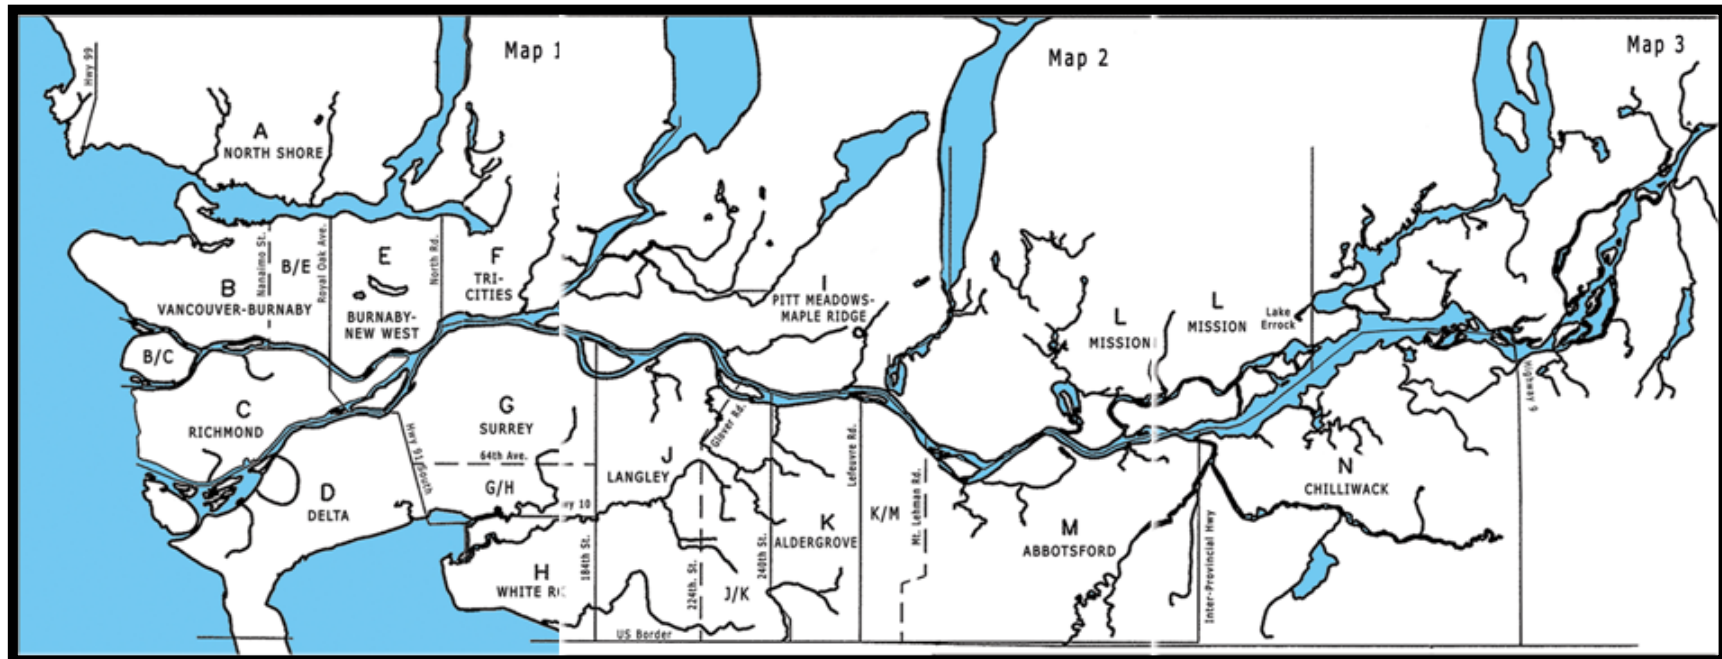 Map 1
Map 2
Map 3
Hwy 99
A
NORTH SHORE
Nanaimo St.
B/E
Royal Oak Ave.
E
BURNABY-
NEW WEST
North Rd.
F
TRI-
CITIES
B
VANCOUVER-BURNABY
B/C
I
PITT MEADOWS-
MAPLE RIDGE
L
MISSION
L
MISSION
Lake
Errock
C
RICHMOND
G
SURREY
Hwy 91/South
64th Ave.
G/H
wy 10
D
DELTA
H
WHITE R
184th St.
J
LANGLEY
Glover Rd.
224th. St.
J/K
240th St.
K
ALDERGROVE
Lefeuvre Rd.
K/M
Mt. Lehman Rd.
M
ABBOTSFORD
Inter-Provincial Hwy
N
CHILLIWACK
Highway 9
US Border